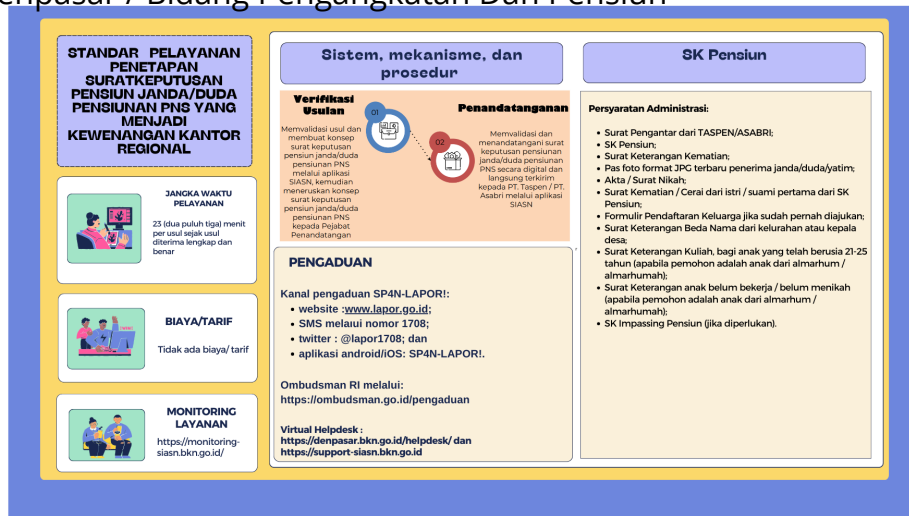 enpasar / Bidang Pengangkatan Dan Pensiun
STANDAR PELAYANAN
PENETAPAN
SURATKEPUTUSAN
PENSIUN JANDA/DUDA
PENSIUNAN PNS YANG
MENJADI
KEWENANGAN KANTOR
REGIONAL
JANGKA WAKTU
PELAYANAN
23 (dua puluh tiga) menit
per usul sejak usul
diterima lengkap dan
benar
BIAYA/TARIF
Tidak ada biaya/ tarif
MONITORING
LAYANAN
https://monitoring-
siasn.bkn.go.id/
Sistem, mekanisme, dan
prosedur
Verifikasi
Usulan
Memvalidasi usul dan
membuat konsep
surat keputusan
pensiun janda/duda
pensiunan PNS
melalui aplikasi
SIASN, kemudian
meneruskan konsep
surat keputusan
pensiun janda/duda
pensiunan PNS
kepada Pejabat
Penandatangan
01
02
Penandatanganan
Memvalidasi dan
menandatangani surat
keputusan pensiunan
janda/duda pensiunan
PNS secara digital dan
langsung terkirim
kepada PT. Taspen / PT.
Asabri melalui aplikasi
SIASN
PENGADUAN
Kanal pengaduan SP4N-LAPOR!:
• website :www.lapor.go.id;
• SMS melaui nomor 1708;
• twitter : @lapor1708; dan
• aplikasi android/iOS: SP4N-LAPOR!.
Ombudsman RI melalui:
https://ombudsman.go.id/pengaduan
Virtual Helpdesk :
https://denpasar.bkn.go.id/helpdesk/ dan
https://support-siasn.bkn.go.id
SK Pensiun
Persyaratan Administrasi:
• Surat Pengantar dari TASPEN/ASABRI;
• SK Pensiun;
• Surat Keterangan Kematian;
• Pas foto format JPG terbaru penerima janda/duda/yatim;
• Akta / Surat Nikah;
• Surat Kematian / Cerai dari istri / suami pertama dari SK
Pensiun;
• Formulir Pendaftaran Keluarga jika sudah pernah diajukan;
• Surat Keterangan Beda Nama dari kelurahan atau kepala
desa;
• Surat Keterangan Kuliah, bagi anak yang telah berusia 21-25
tahun (apabila pemohon adalah anak dari almarhum /
almarhumah);
• Surat Keterangan anak belum bekerja / belum menikah
(apabila pemohon adalah anak dari almarhum /
almarhumah);
• SK Impassing Pensiun (jika diperlukan).